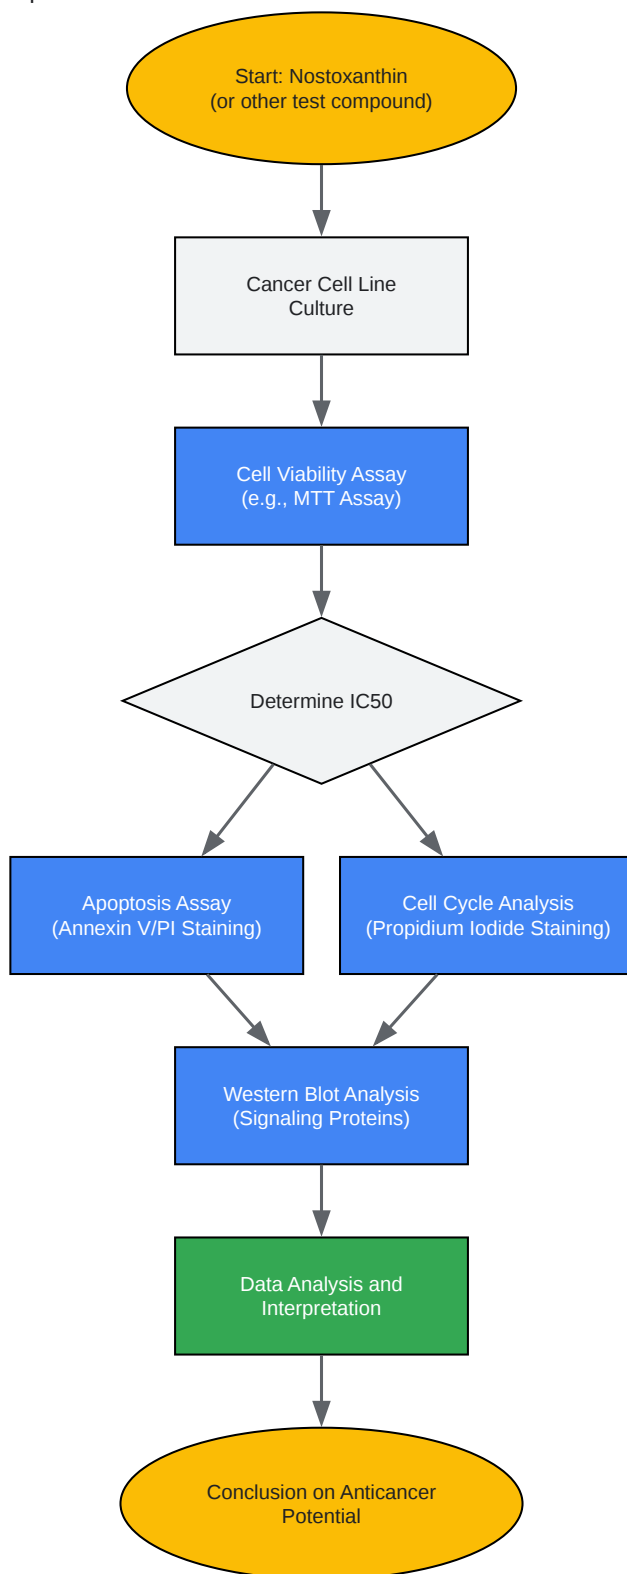 Start: Nostoxanthin
(or other test compound)
Cancer Cell Line
Culture
Cell Viability Assay
(e.g., MTT Assay)
Determine IC50
Apoptosis Assay
(Annexin V/PI Staining)
Cell Cycle Analysis
(Propidium Iodide Staining)
Western Blot Analysis
(Signaling Proteins)
Data Analysis and
Interpretation
Conclusion on Anticancer
Potential